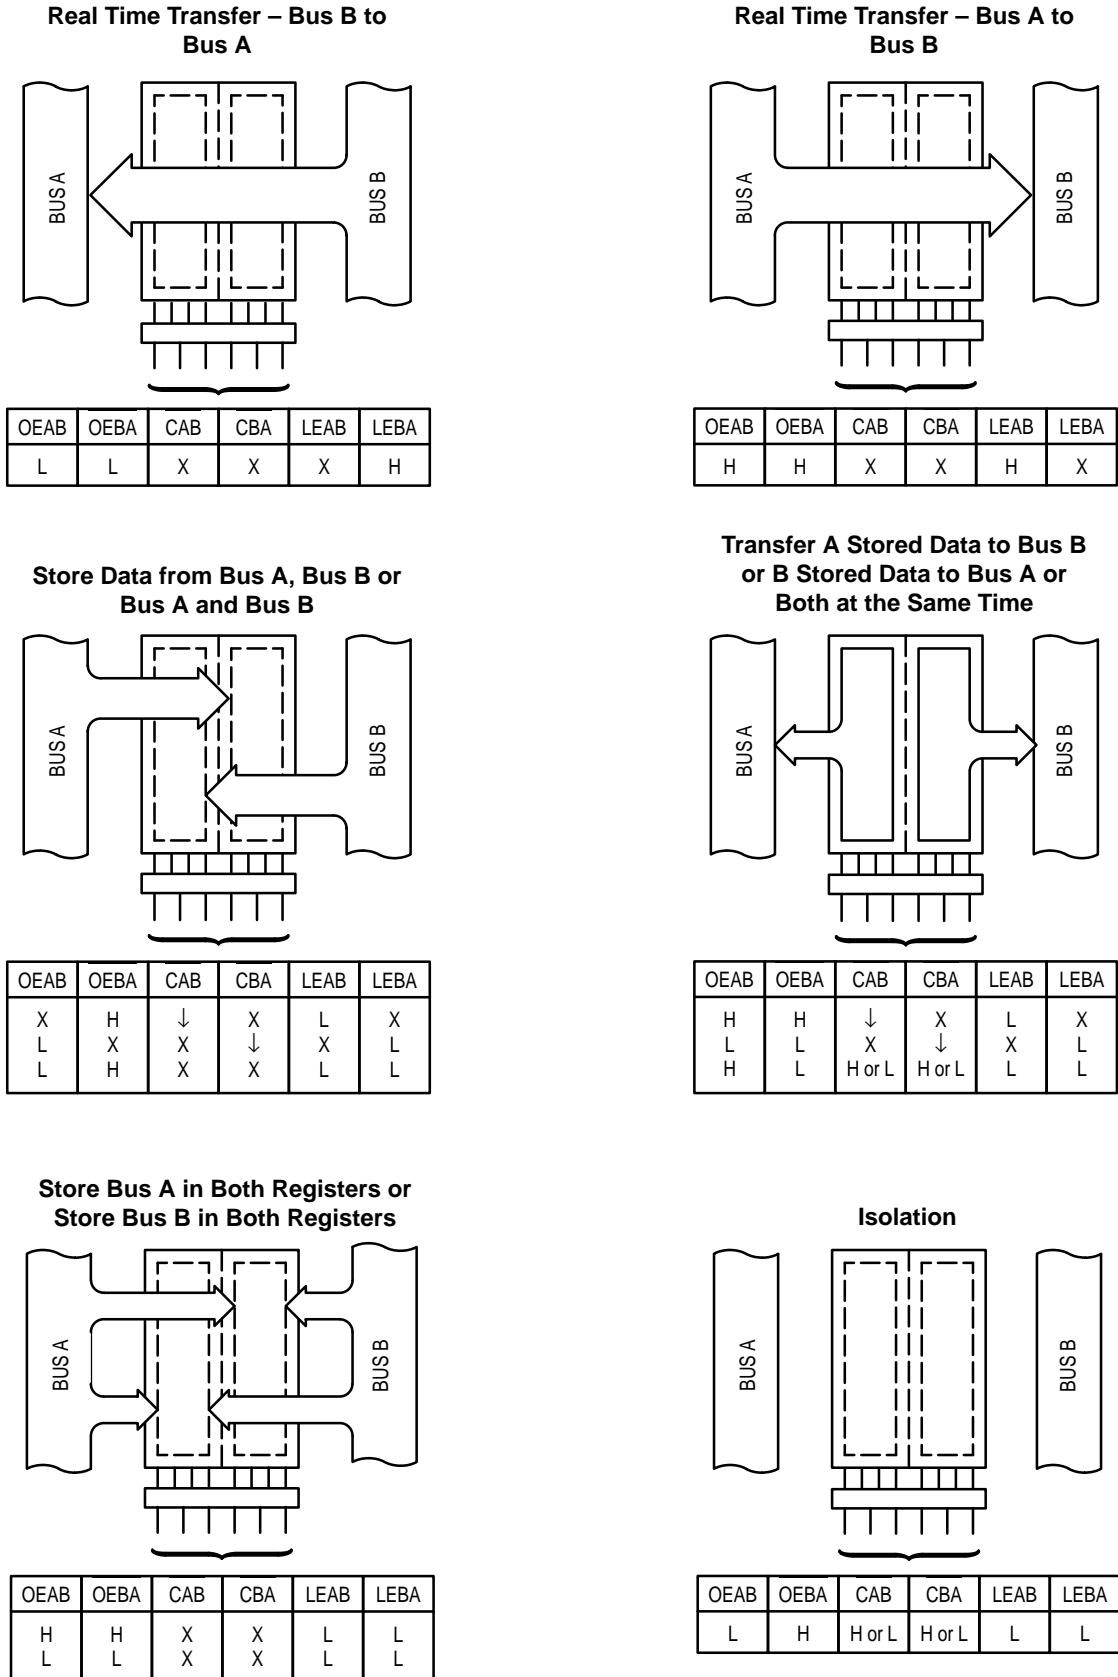 Real Time Transfer – Bus B to
Bus A
BUS A
BUS B
OEAB OEBA CAB CBA LEAB LEBA
L L X X X H
Real Time Transfer – Bus A to
Bus B
BUS A
BUS B
OEAB OEBA CAB CBA LEAB LEBA
H H X X H X
Store Data from Bus A, Bus B or
Bus A and Bus B
BUS A
BUS B
OEAB OEBA CAB CBA LEAB LEBA
X H ↓ X L X
L X X ↓ X L
L H X X L L
Transfer A Stored Data to Bus B
or B Stored Data to Bus A or
Both at the Same Time
BUS A
BUS B
OEAB OEBA CAB CBA LEAB LEBA
H H ↓ X L X
L L X ↓ X L
H L H or L H or L L L
Store Bus A in Both Registers or
Store Bus B in Both Registers
BUS A
BUS B
OEAB OEBA CAB CBA LEAB LEBA
H H X X L L
L L X X L L
Isolation
BUS A
BUS B
OEAB OEBA CAB CBA LEAB LEBA
L H H or L H or L L L